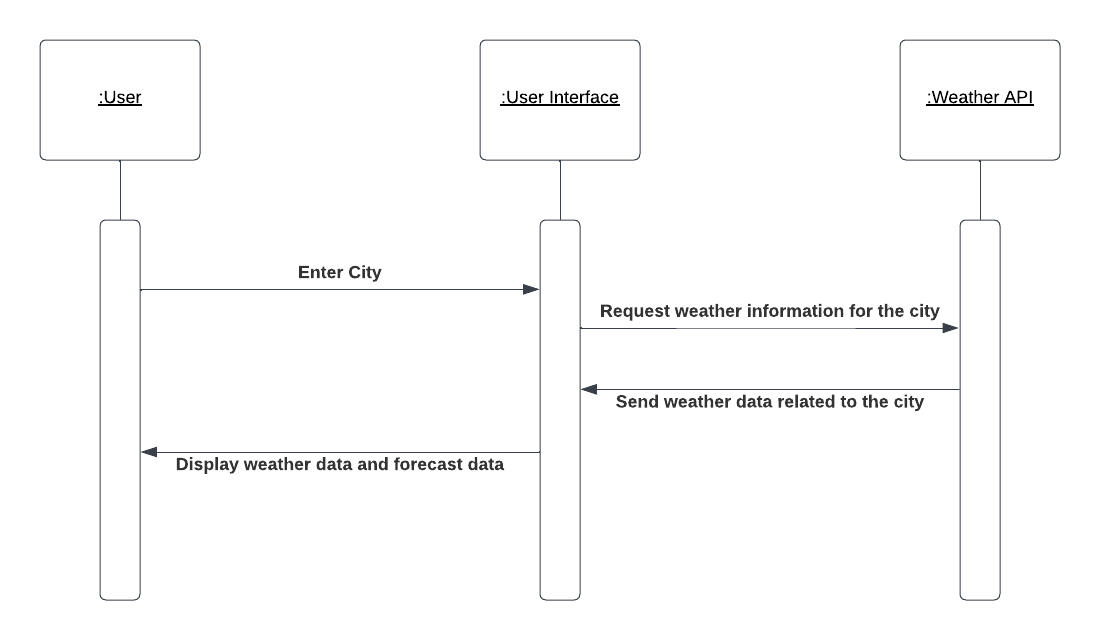 :User
:User Interface
:Weather API
Enter City
Request weather information for the city
Send weather data related to the city
Display weather data and forecast data